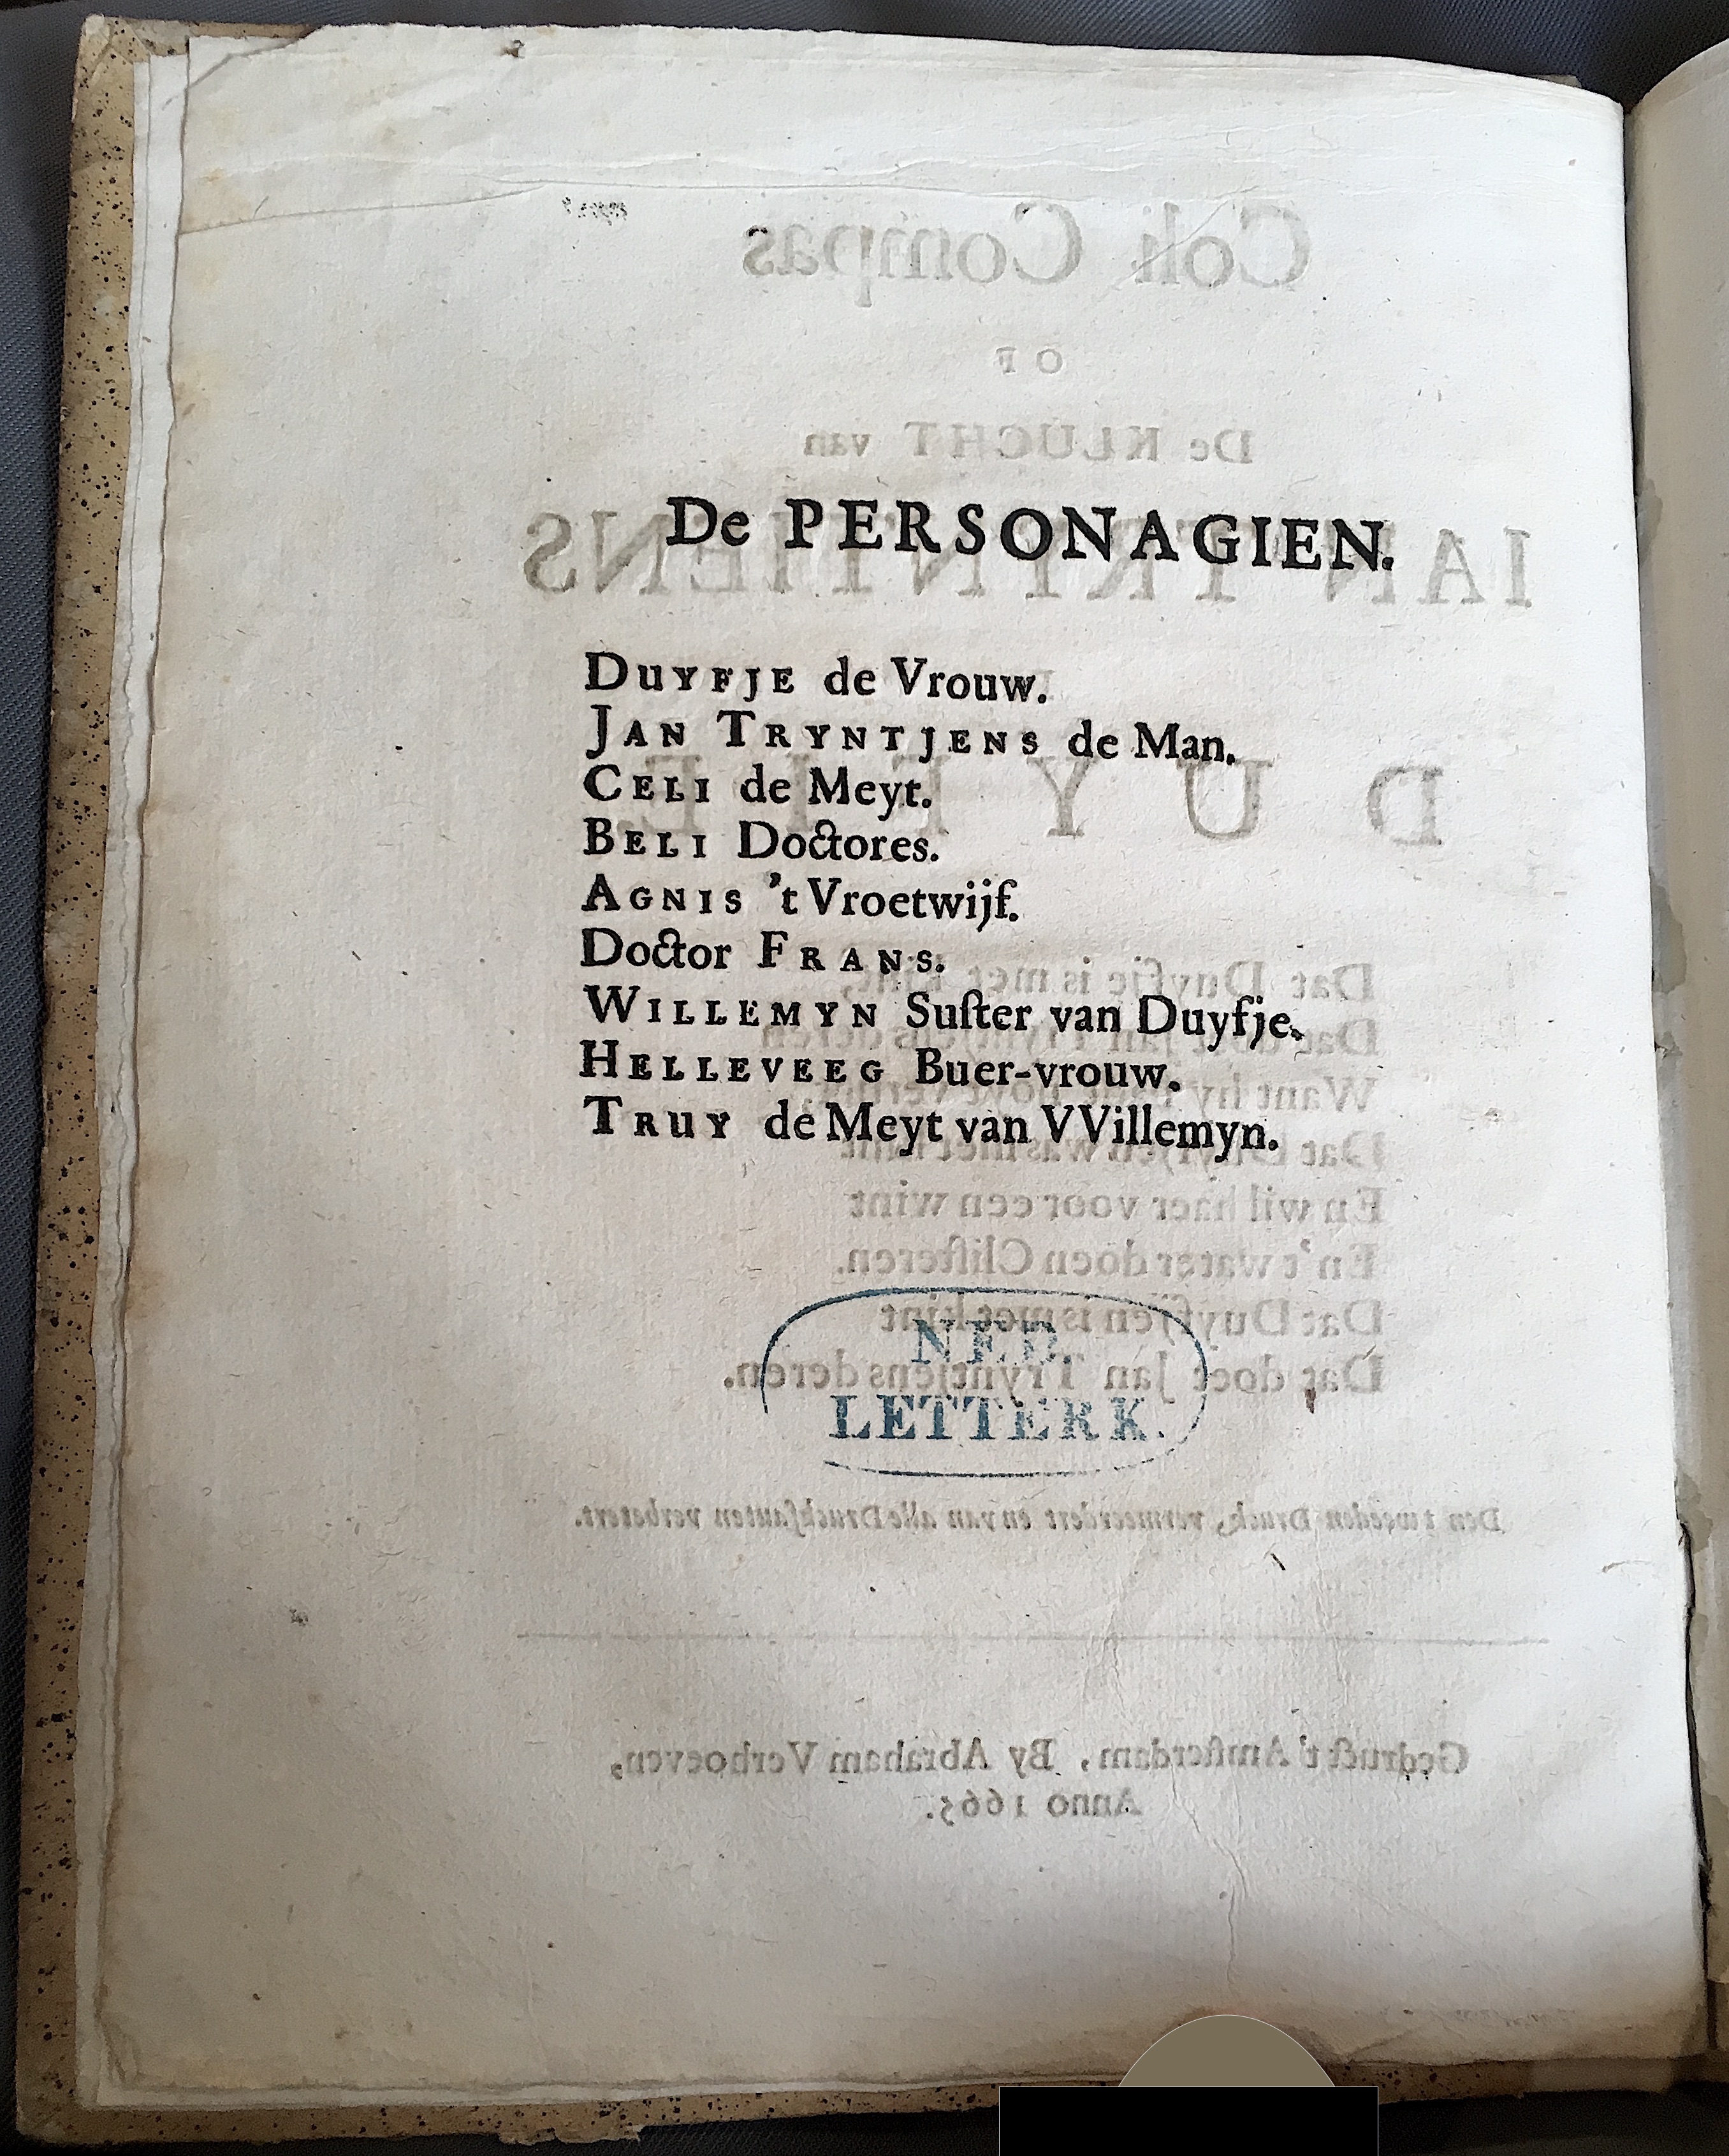 De PERSONAGIEN.
DUYFJE de Vrouw.
JAN TRYNTJENS de Man.
CELI de Meyt.
BELI Doctores.
AGNIS 't Vroetwijf.
Doctor FRANS.
WILLEMYN Suſter van Duyfje.
HELLEVEEG Buer-vrouw.
TRUY de Meyt van VVillemyn.
NED.
LETTERK.